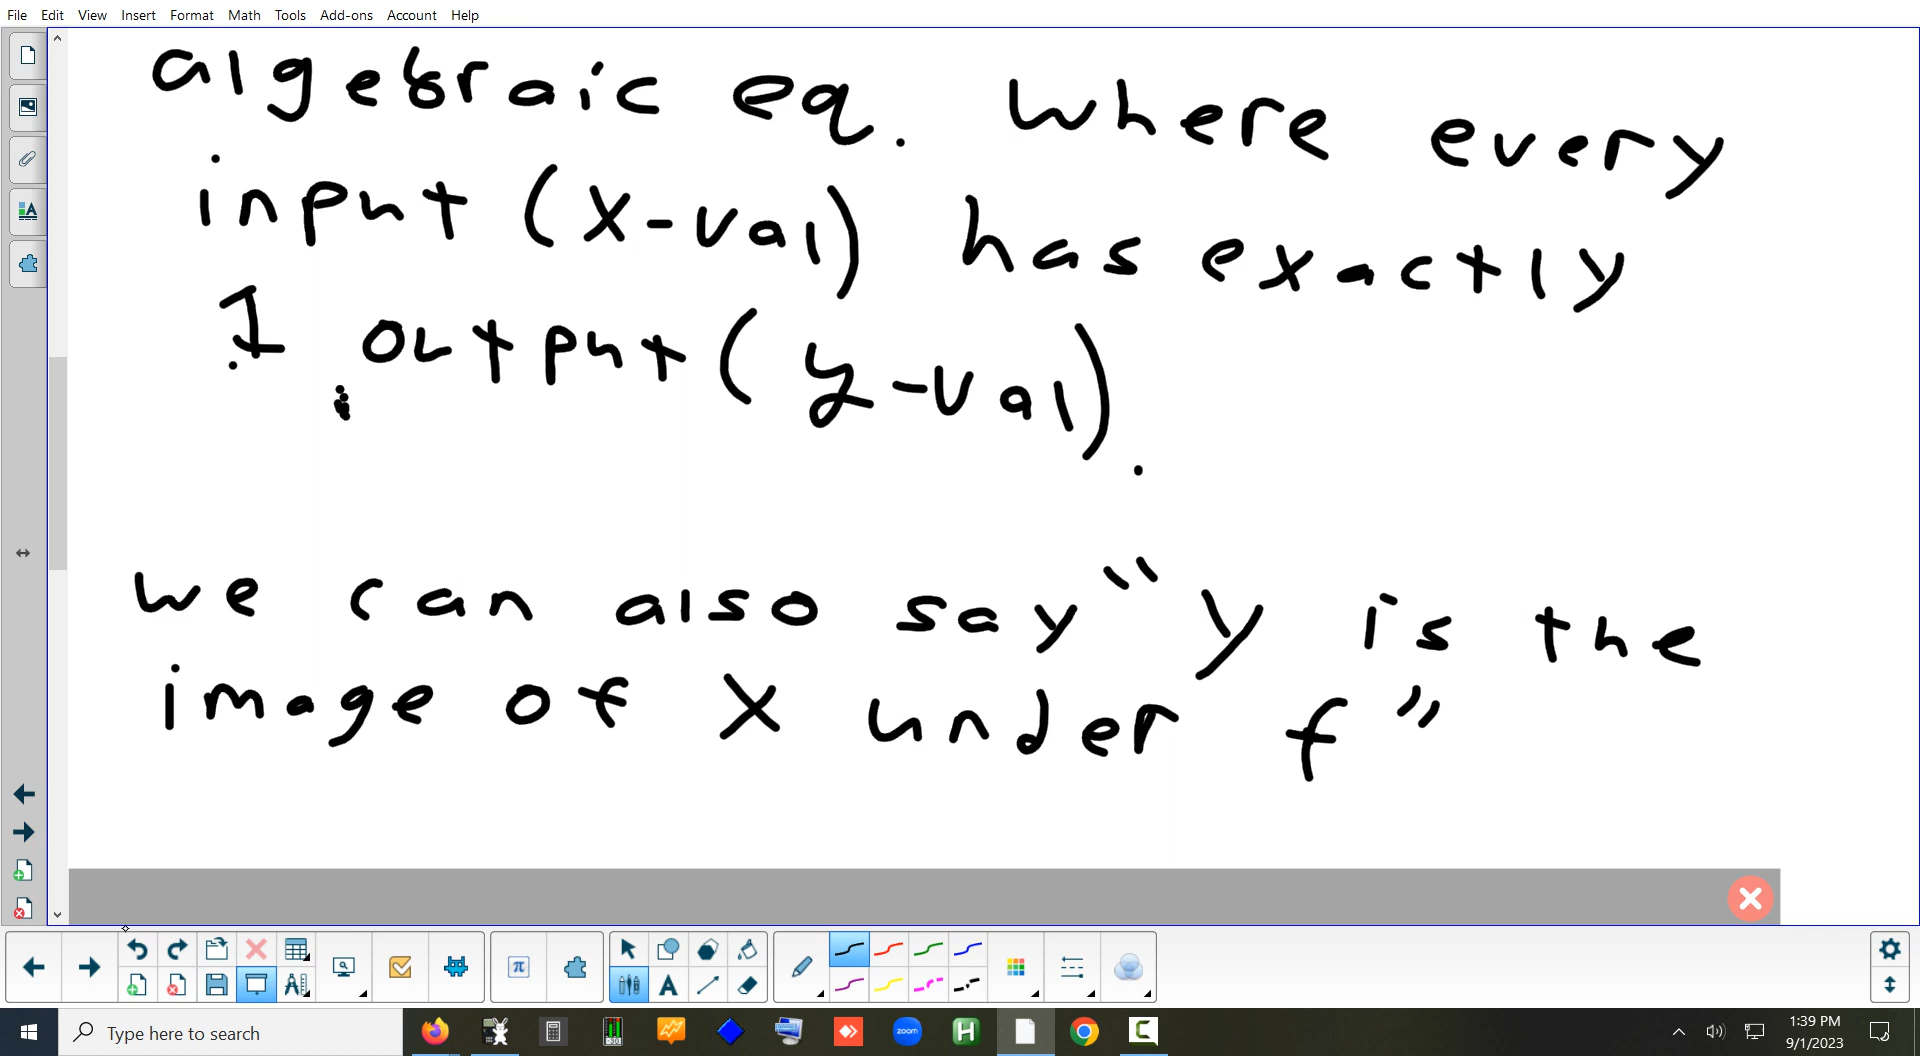 File Edit View Insert Format Math Tools Add-ons Account Help
algebraic eq. where every
input (x-val) has exactly
1 output (y-val).
we can also say "y is the
image of x under f"
π
A
zoom
H
C
Type here to search
1:39 PM
9/1/2023